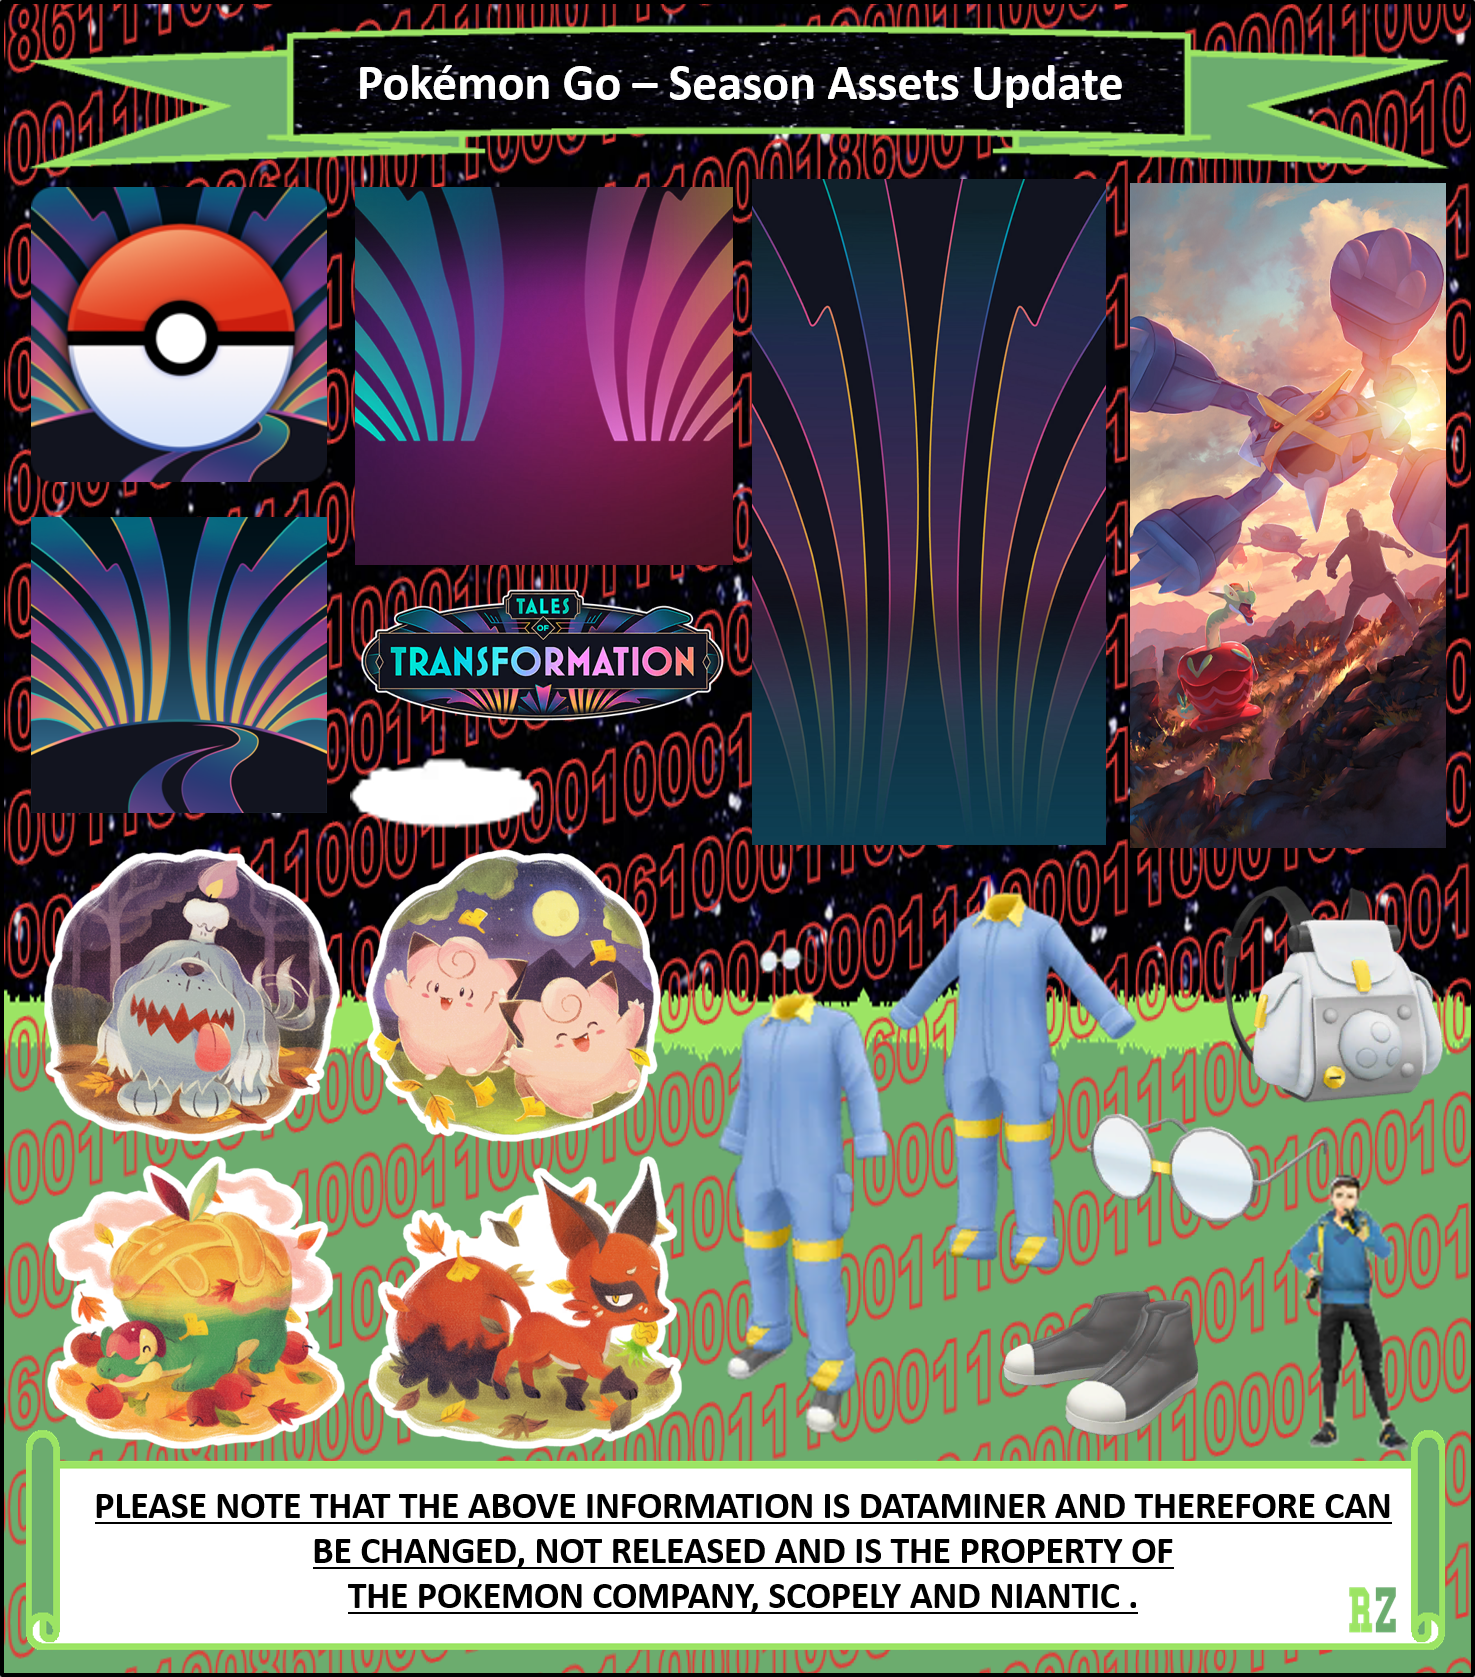 Pokémon Go – Season Assets Update
TALES
OF
TRANSFORMATION
PLEASE NOTE THAT THE ABOVE INFORMATION IS DATAMINER AND THEREFORE CAN
BE CHANGED, NOT RELEASED AND IS THE PROPERTY OF
THE POKEMON COMPANY, SCOPELY AND NIANTIC .
RZ